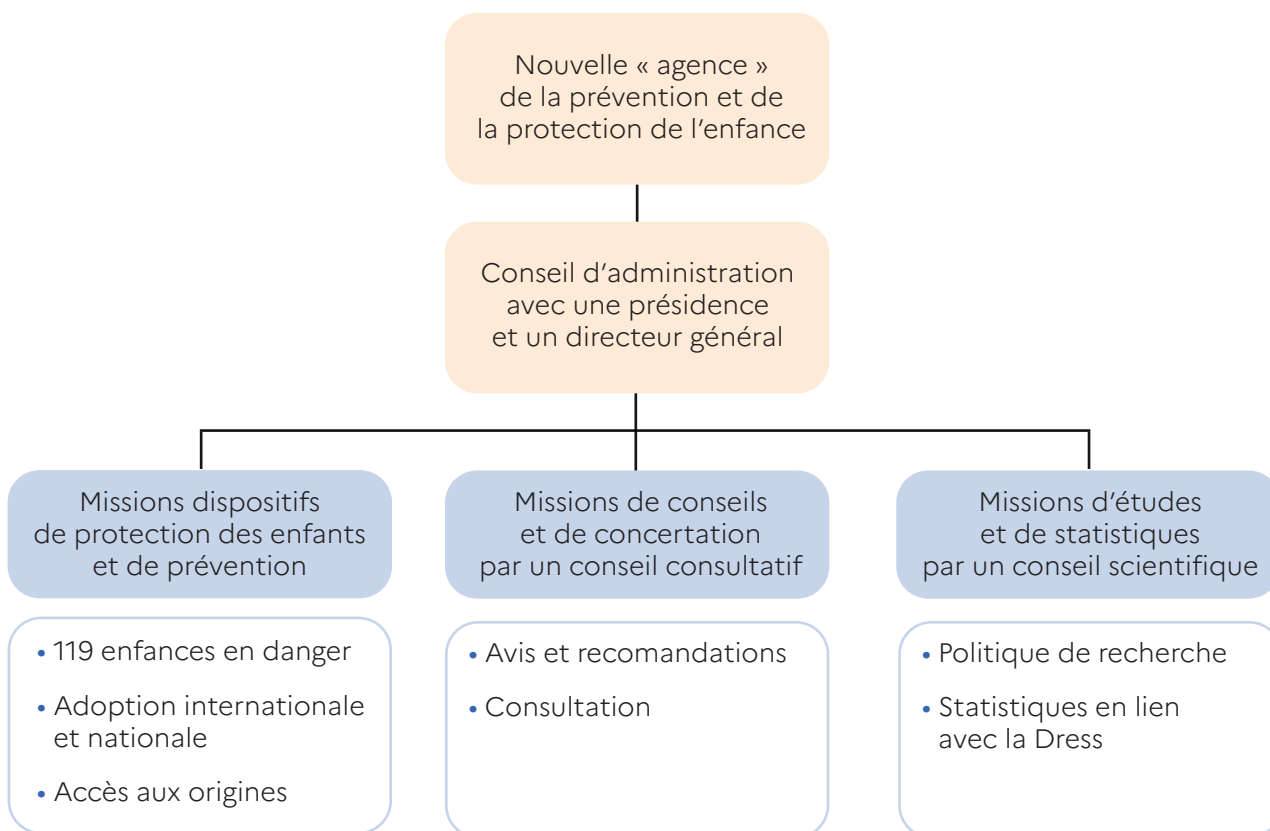 Nouvelle « agence »
de la prévention et de
la protection de l'enfance
Conseil d'administration
avec une présidence
et un directeur général
Missions dispositifs
de protection des enfants
et de prévention
• 119 enfances en danger
• Adoption internationale
et nationale
• Accès aux origines
Missions de conseils
et de concertation
par un conseil consultatif
• Avis et recomandations
• Consultation
Missions d'études
et de statistiques
par un conseil scientifique
• Politique de recherche
• Statistiques en lien
avec la Dress